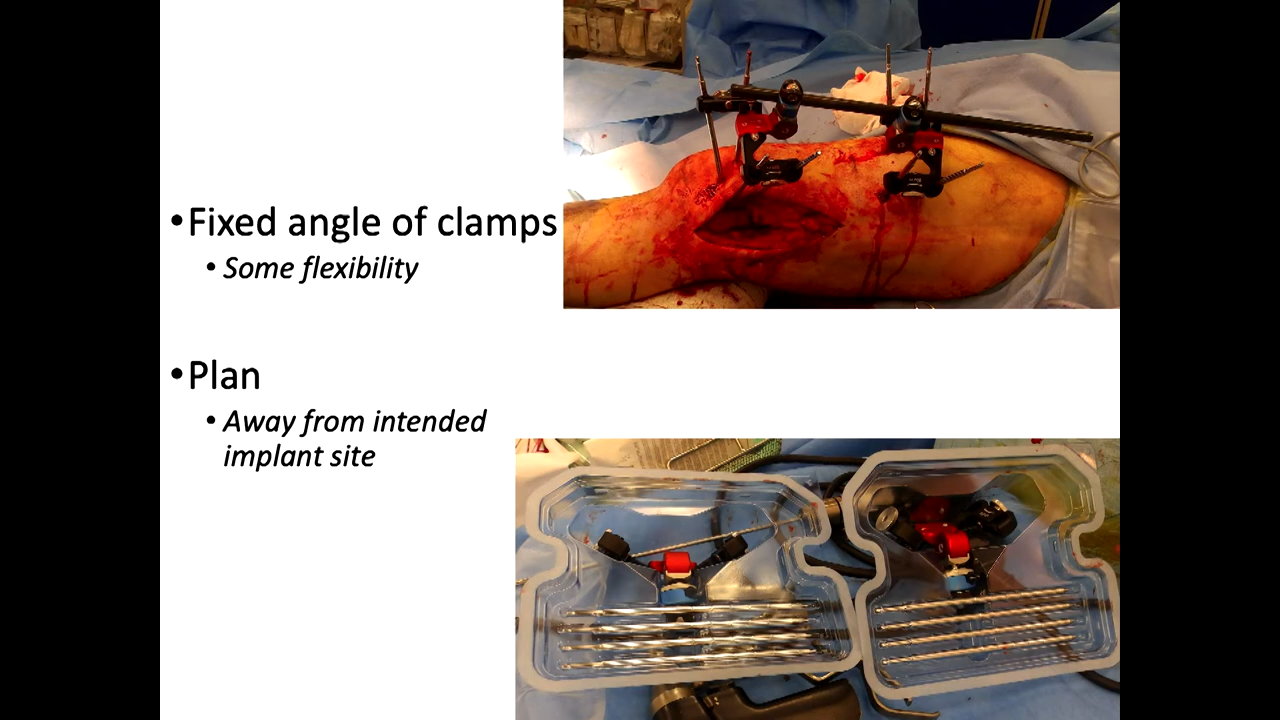 •Fixed angle of clamps
• Some flexibility
•Plan
• Away from intended
implant site